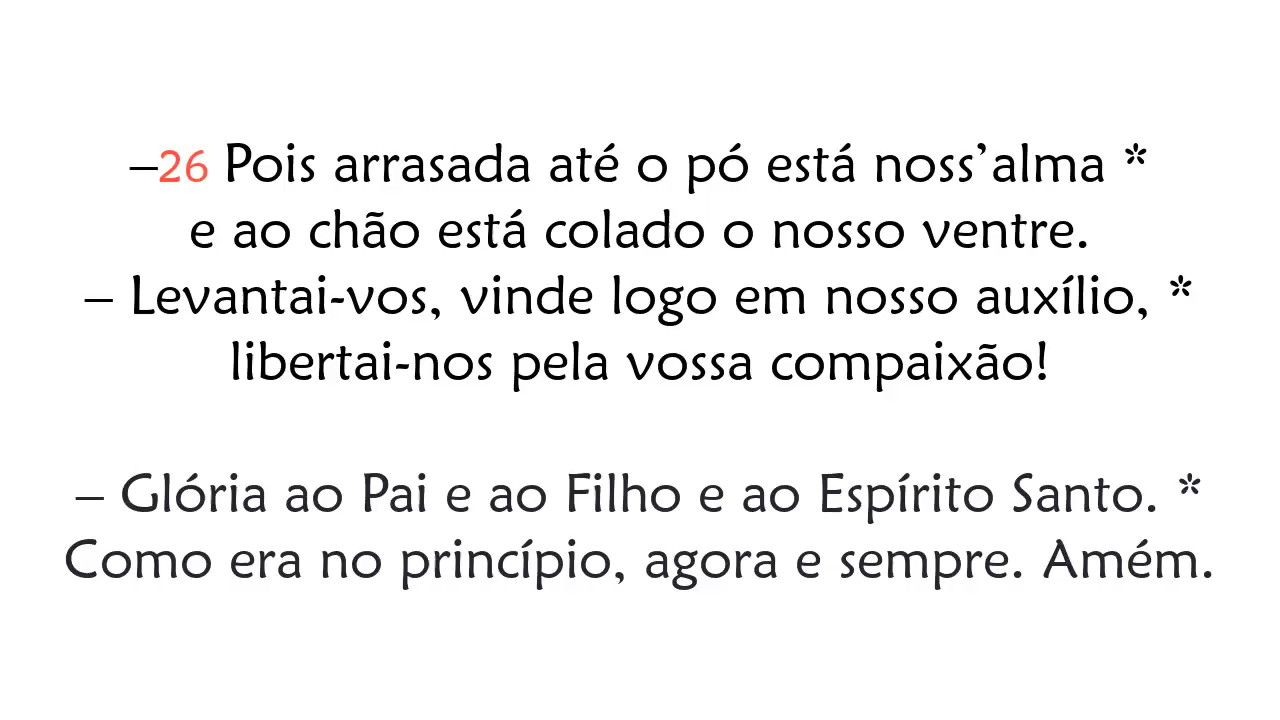 –26 Pois arrasada até o pó está noss’alma *
e ao chão está colado o nosso ventre.
– Levantai-vos, vinde logo em nosso auxílio, *
libertai-nos pela vossa compaixão!
– Glória ao Pai e ao Filho e ao Espírito Santo. *
Como era no princípio, agora e sempre. Amém.